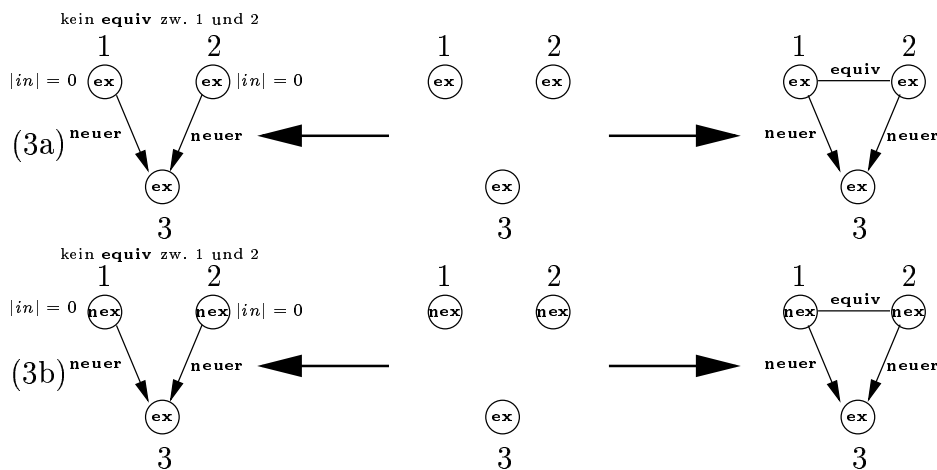 kein equiv zw. 1 und 2
1 2 1 2 1 2
|in| = 0 ex ex |in| = 0 ex ex ex equiv ex
(3a) neuer neuer neuer neuer
ex ex ex
3 3 3
kein equiv zw. 1 und 2
1 2 1 2 1 2
|in| = 0 nex nex |in| = 0 nex nex nex equiv nex
(3b) neuer neuer neuer neuer
ex ex ex
3 3 3